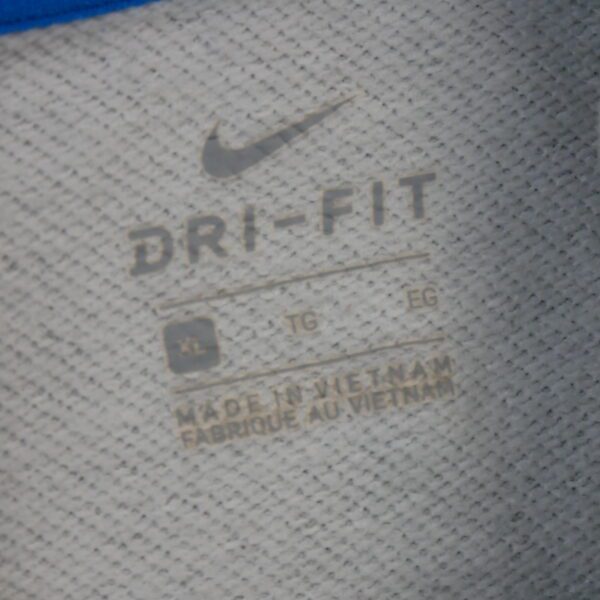 DRI-FIT
XL TG EG
MADE IN VIETNAM
FABRIQUE AU VIETNAM